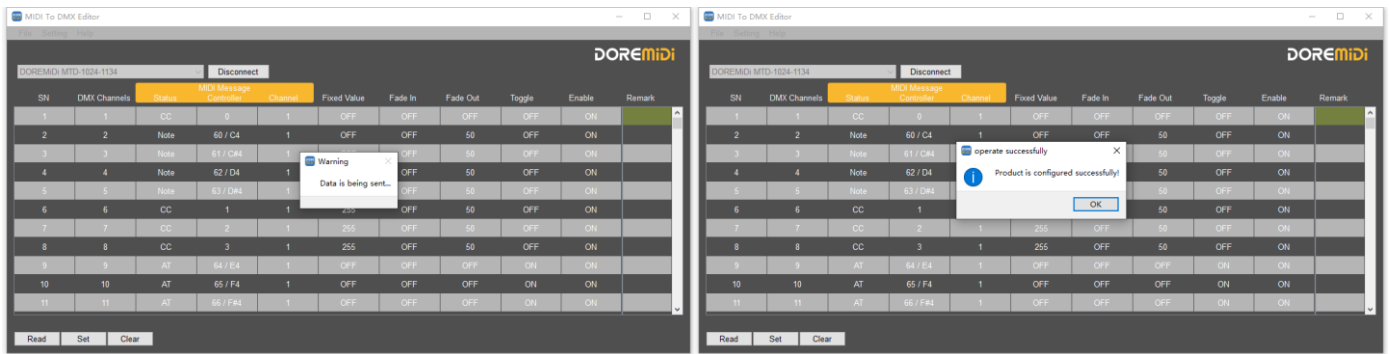 MIDI To DMX Editor
File Setting Help
DOREMiDi
DOREMiDi MTD-1024-1134 Disconnect
MIDI Message
SN DMX Channels Status Controller Channel Fixed Value Fade In Fade Out Toggle Enable Remark
1 1 CC 0 1 OFF OFF OFF OFF ON
2 2 Note 60 / C4 1 OFF OFF 50 OFF ON
3 3 Note 61 / C#4 1 OFF 50 OFF ON
4 4 Note 62 / D4 1 OFF 50 OFF ON
5 5 Note 63 / D#4 1 OFF 50 OFF ON
6 6 CC 1 1 255 OFF 50 OFF ON
7 7 CC 2 1 255 OFF 50 OFF ON
8 8 CC 3 1 255 OFF 50 OFF ON
9 9 AT 64 / E4 1 OFF OFF OFF ON ON
10 10 AT 65 / F4 1 OFF OFF OFF ON ON
11 11 AT 66 / F#4 1 OFF OFF OFF ON ON
Warning
Data is being sent...
Read Set Clear
MIDI To DMX Editor
File Setting Help
DOREMiDi
DOREMiDi MTD-1024-1134 Disconnect
MIDI Message
SN DMX Channels Status Controller Channel Fixed Value Fade In Fade Out Toggle Enable Remark
1 1 CC 0 1 OFF OFF OFF OFF ON
2 2 Note 60 / C4 1 OFF OFF 50 OFF ON
3 3 Note 61 / C#4 50 OFF ON
4 4 Note 62 / D4 50 OFF ON
5 5 Note 63 / D#4 50 OFF ON
6 6 CC 1 50 OFF ON
7 7 CC 2 1 255 OFF 50 OFF ON
8 8 CC 3 1 255 OFF 50 OFF ON
9 9 AT 64 / E4 1 OFF OFF OFF ON ON
10 10 AT 65 / F4 1 OFF OFF OFF ON ON
11 11 AT 66 / F#4 1 OFF OFF OFF ON ON
operate successfully
Product is configured successfully!
OK
Read Set Clear